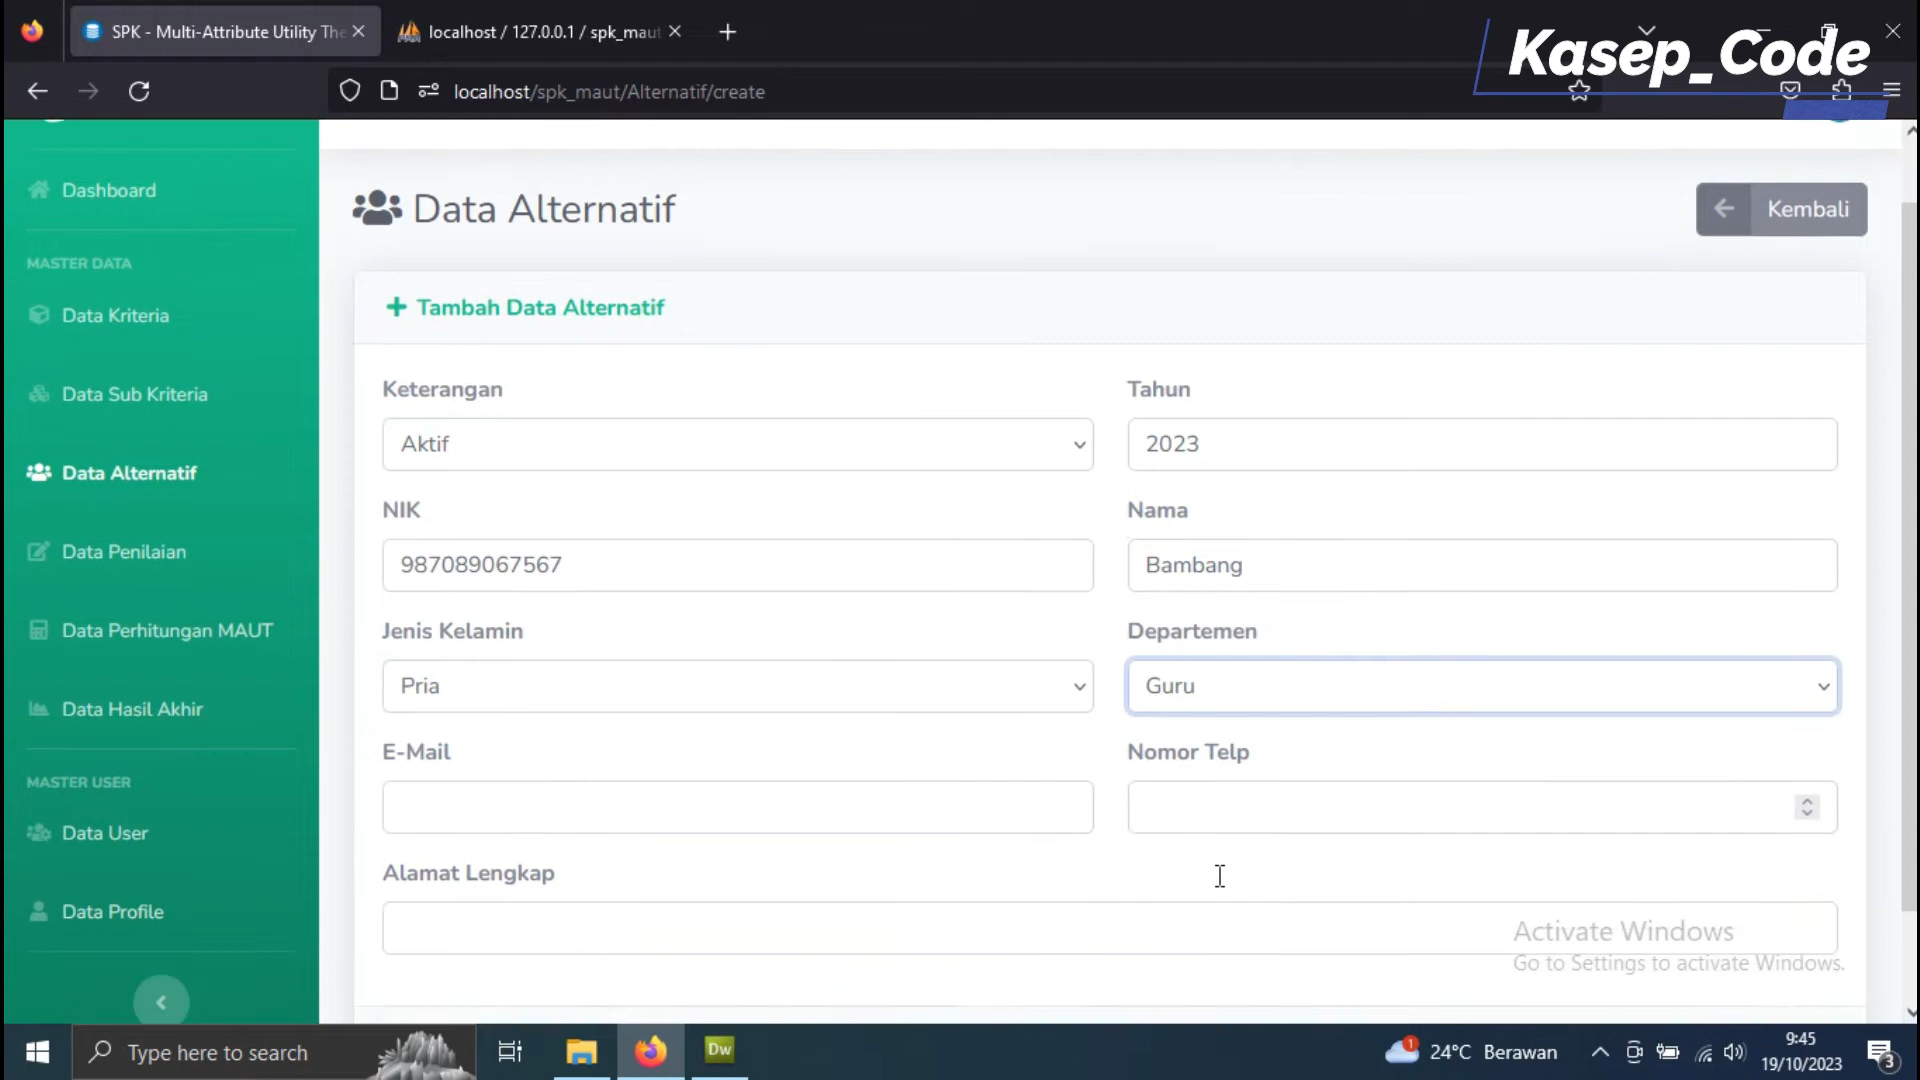 SPK - Multi-Attribute Utility The
localhost / 127.0.0.1 / spk_maut
Kasep_Code
localhost/spk_maut/Alternatif/create
Dashboard
MASTER DATA
Data Kriteria
Data Sub Kriteria
Data Alternatif
Data Penilaian
Data Perhitungan MAUT
Data Hasil Akhir
MASTER USER
Data User
Data Profile
Data Alternatif
Kembali
Tambah Data Alternatif
Keterangan
Aktif
Tahun
2023
NIK
987089067567
Nama
Bambang
Jenis Kelamin
Pria
Departemen
Guru
E-Mail
Nomor Telp
Alamat Lengkap
Activate Windows
Go to Settings to activate Windows.
Type here to search
Dw
1
24°C Berawan
9:45
19/10/2023
3